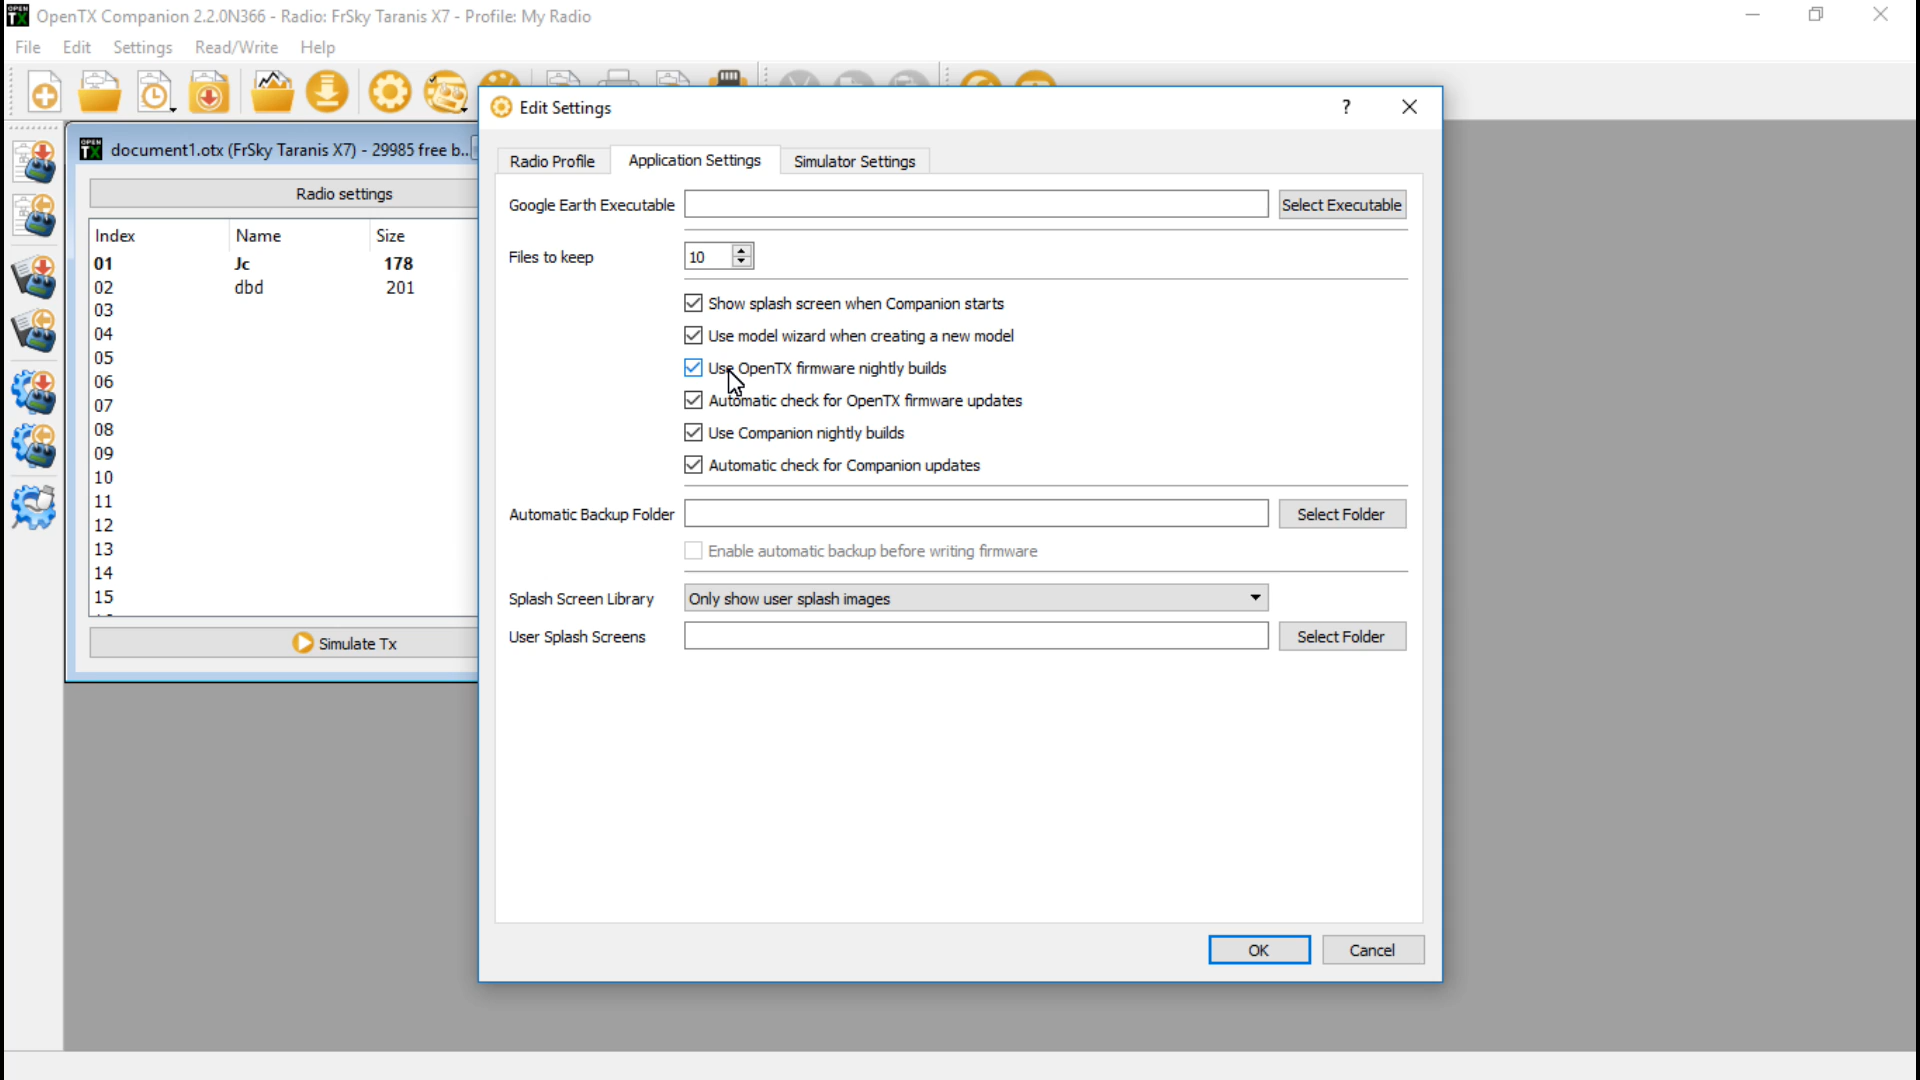 OpenTX Companion 2.2.0N366 - Radio: FrSky Taranis X7 - Profile: My Radio
File Edit Settings Read/Write Help
Edit Settings
document1.otx (FrSky Taranis X7) - 29985 free b...
Radio Profile Application Settings Simulator Settings
Radio settings
Google Earth Executable Select Executable
Index Name Size
01 Jc 178
02 dbd 201
03
04
05
06
07
08
09
10
11
12
13
14
15
Simulate Tx
Files to keep 10
Show splash screen when Companion starts
Use model wizard when creating a new model
Use OpenTX firmware nightly builds
Automatic check for OpenTX firmware updates
Use Companion nightly builds
Automatic check for Companion updates
Automatic Backup Folder Select Folder
Enable automatic backup before writing firmware
Splash Screen Library Only show user splash images
User Splash Screens Select Folder
OK Cancel